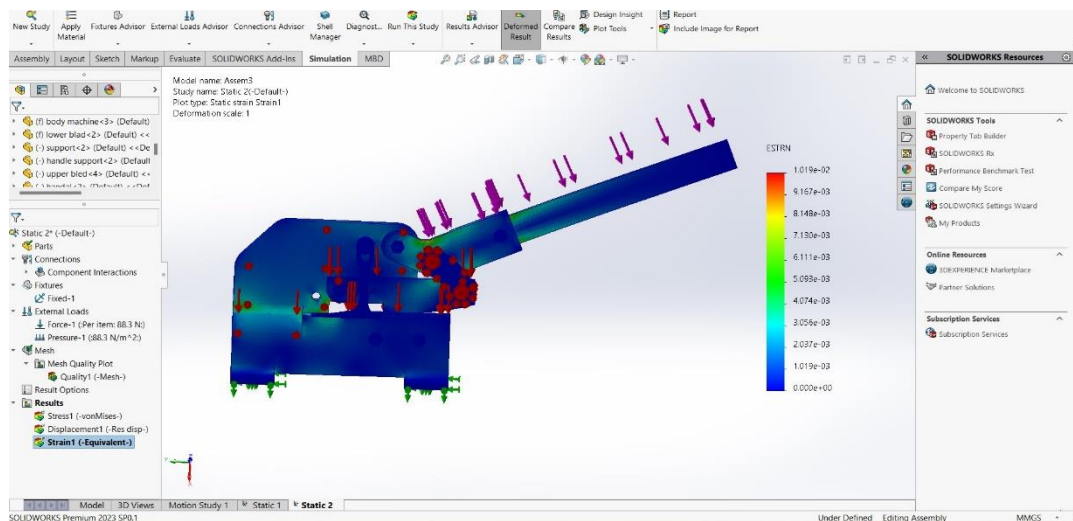 New Study
Apply Material
Fixtures Advisor
External Loads Advisor
Connections Advisor
Shell Manager
Diagnost...
Run This Study
Results Advisor
Deformed Result
Compare Results
Design Insight
Plot Tools
Report
Include Image for Report
Assembly Layout Sketch Markup Evaluate SOLIDWORKS Add-Ins Simulation MBD
Model name: Assem3
Study name: Static 2(-Default-)
Plot type: Static strain Strain1
Deformation scale: 1
(f) body machine<3> (Default)
(f) lower blad<2> (Default) <<
(-) support<2> (Default) <<De
(-) handle support<2> (Default
(-) upper bled<4> (Default) <<
Static 2* (-Default-)
Parts
Connections
Component Interactions
Fixtures
Fixed-1
External Loads
Force-1 (:Per item: 88.3 N:)
Pressure-1 (:88.3 N/m^2:)
Mesh
Mesh Quality Plot
Quality1 (-Mesh-)
Result Options
Results
Stress1 (-vonMises-)
Displacement1 (-Res disp-)
Strain1 (-Equivalent-)
ESTRN
1.019e-02
9.167e-03
8.148e-03
7.130e-03
6.111e-03
5.093e-03
4.074e-03
3.056e-03
2.037e-03
1.019e-03
0.000e+00
SOLIDWORKS Resources
Welcome to SOLIDWORKS
SOLIDWORKS Tools
Property Tab Builder
SOLIDWORKS Rx
Performance Benchmark Test
Compare My Score
SOLIDWORKS Settings Wizard
My Products
Online Resources
3DEXPERIENCE Marketplace
Partner Solutions
Subscription Services
Subscription Services
Model 3D Views Motion Study 1 Static 1 Static 2
SOLIDWORKS Premium 2023 SP0.1
Under Defined Editing Assembly MMGS